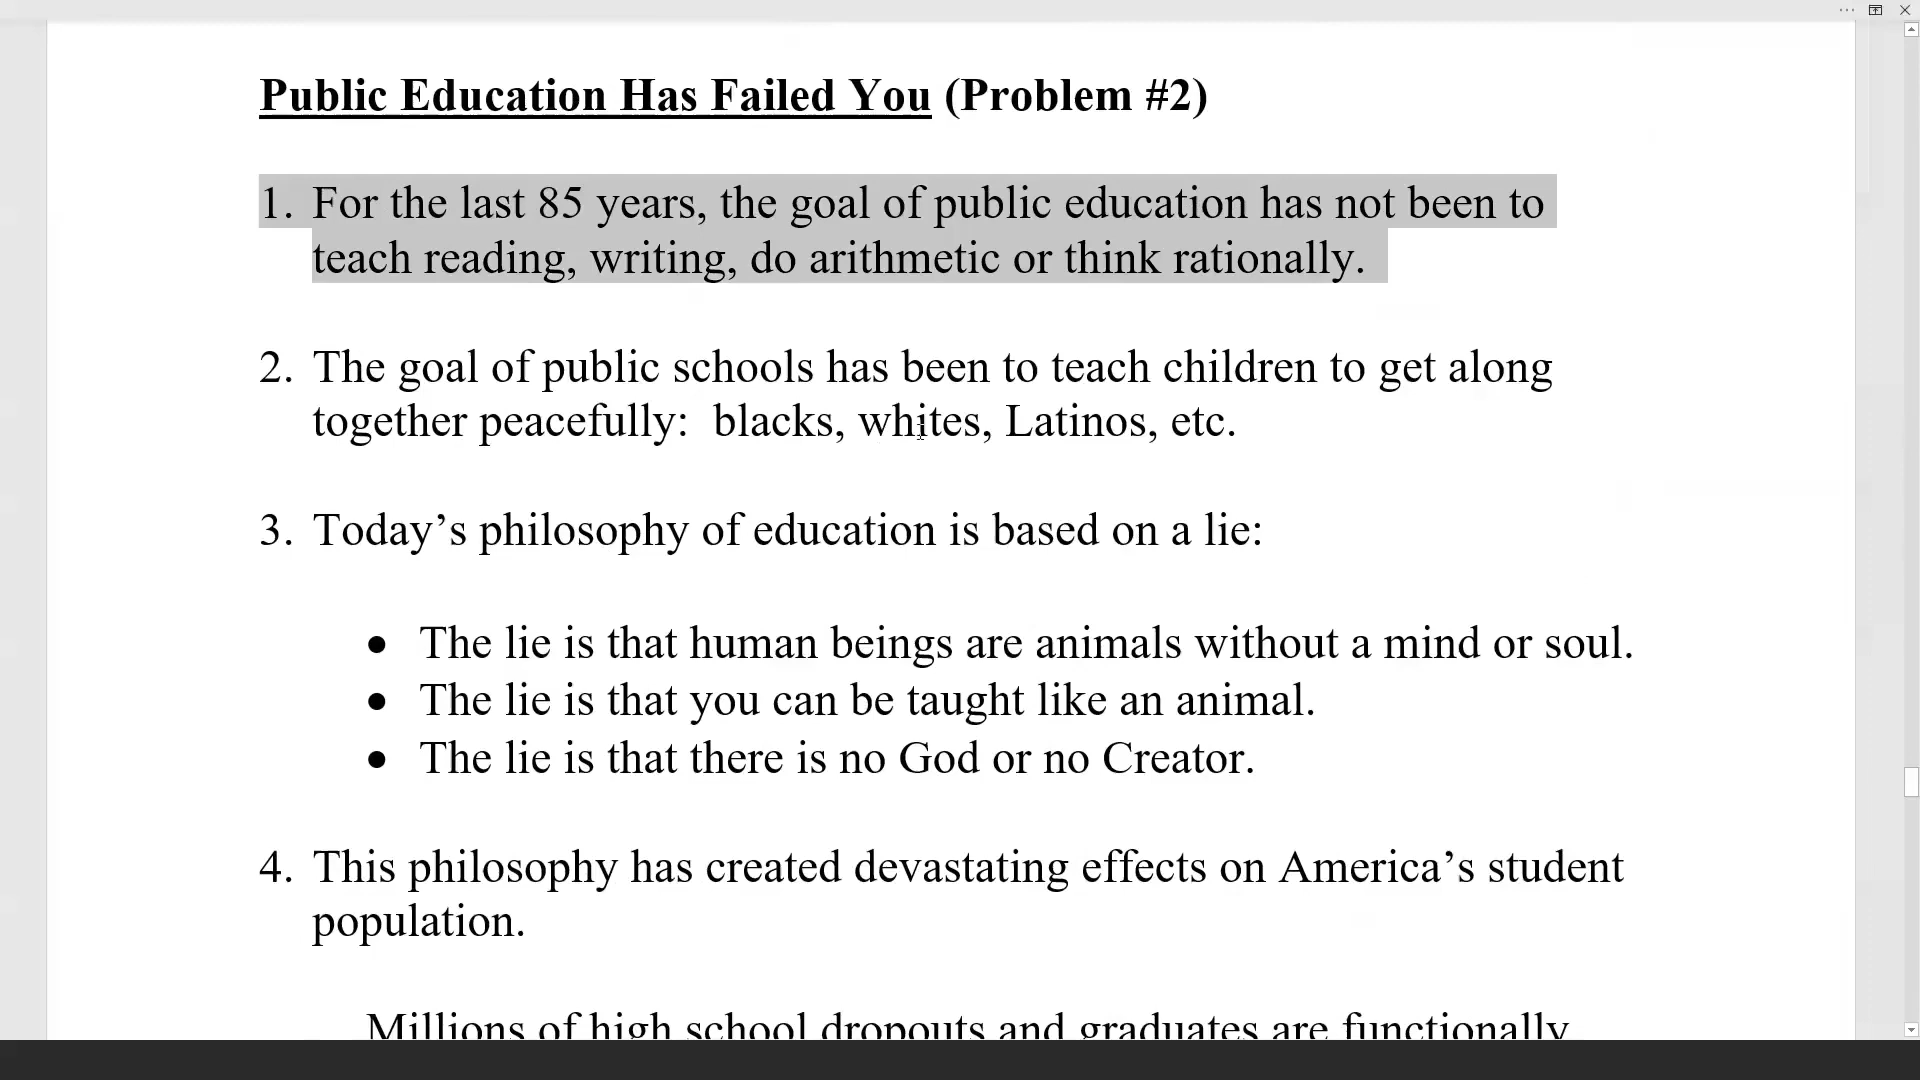 Public Education Has Failed You (Problem #2)
1. For the last 85 years, the goal of public education has not been to
teach reading, writing, do arithmetic or think rationally.
2. The goal of public schools has been to teach children to get along
together peacefully:  blacks, whites, Latinos, etc.
3. Today’s philosophy of education is based on a lie:
• The lie is that human beings are animals without a mind or soul.
• The lie is that you can be taught like an animal.
• The lie is that there is no God or no Creator.
4. This philosophy has created devastating effects on America’s student
population.
Millions of high school dropouts and graduates are functionally